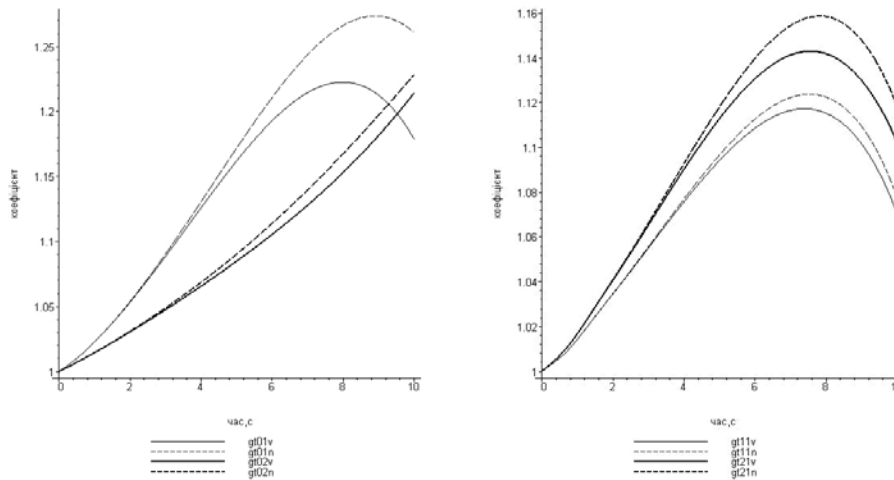 1.25
1.2
коефіцієнт
1.15
1.1
1.05
1
0 2 4 6 8 10
час,с
gt01v
gt01n
gt02v
gt02n
1.16
1.14
1.12
1.1
коефіцієнт
1.08
1.06
1.04
1.02
1
0 2 4 6 8 10
час,с
gt11v
gt11n
gt21v
gt21n